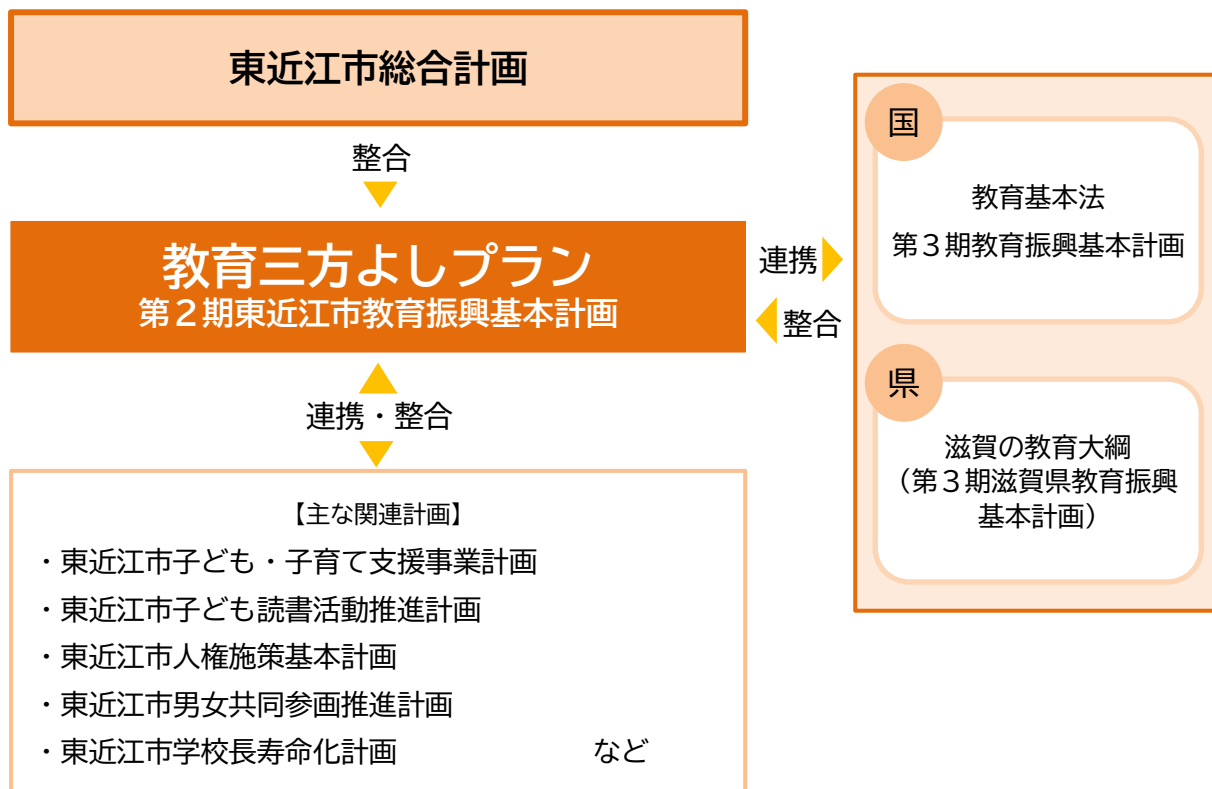 東近江市総合計画
整合
教育三方よしプラン
第２期東近江市教育振興基本計画
連携
整合
国
教育基本法
第３期教育振興基本計画
県
滋賀の教育大綱
（第３期滋賀県教育振興
基本計画）
連携・整合
【主な関連計画】
・東近江市子ども・子育て支援事業計画
・東近江市子ども読書活動推進計画
・東近江市人権施策基本計画
・東近江市男女共同参画推進計画
・東近江市学校長寿命化計画　　　　　　　など